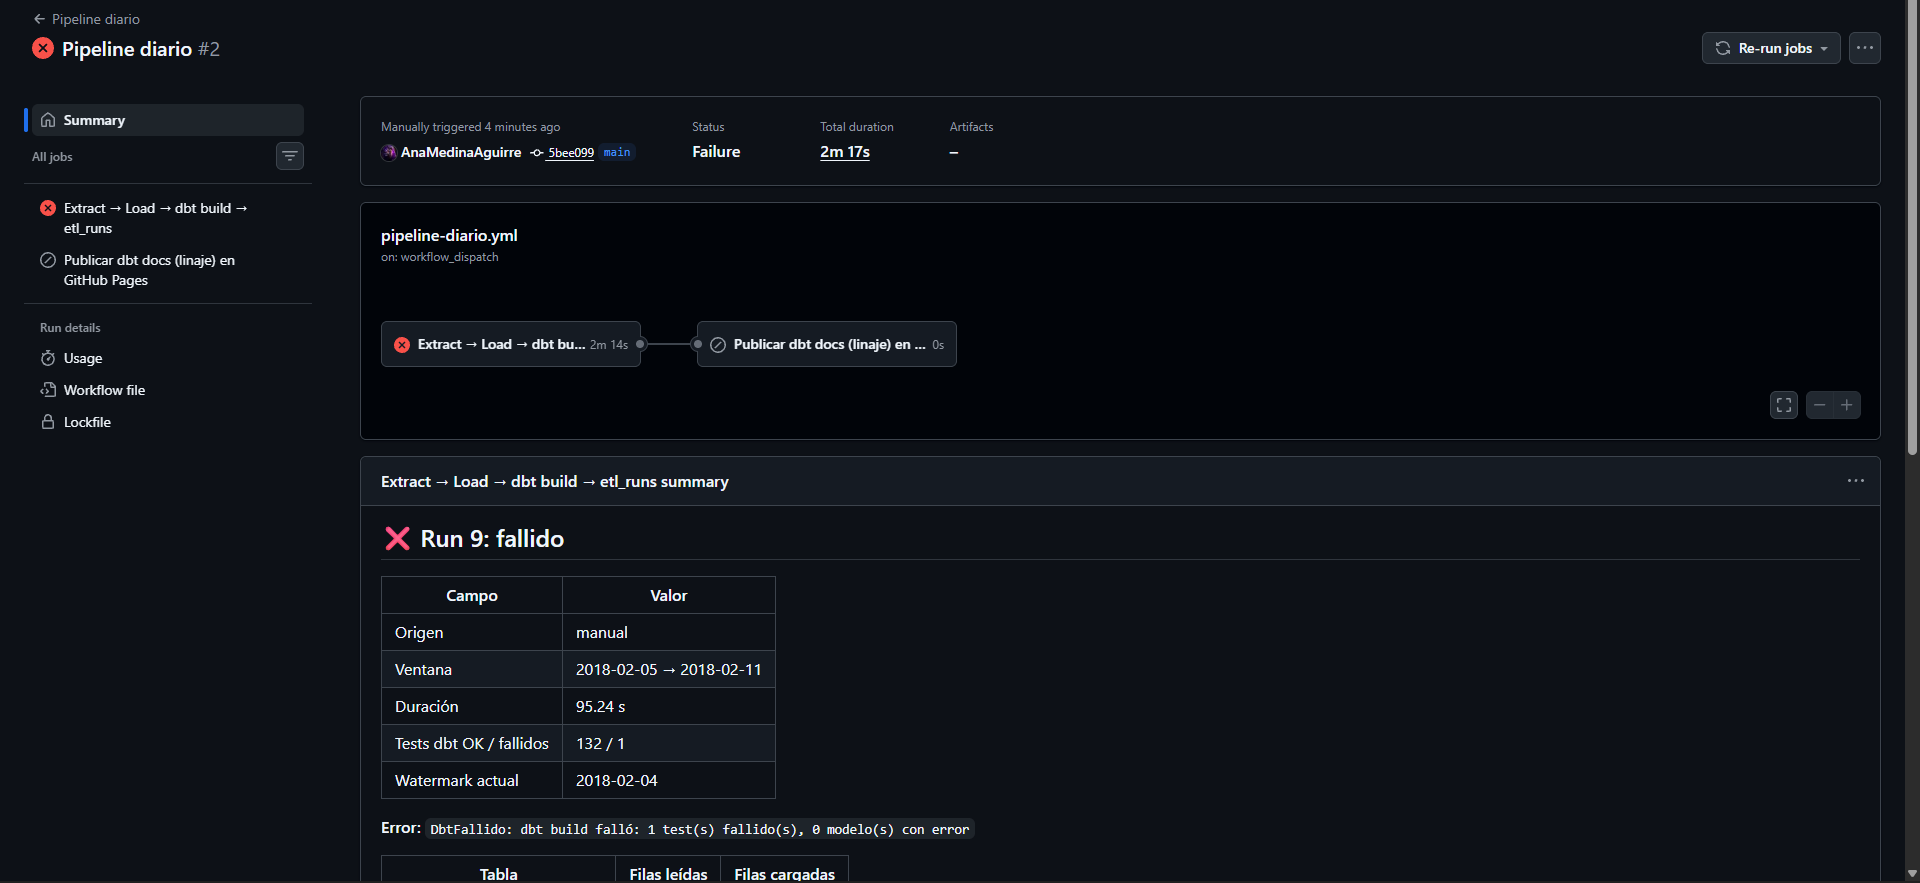 Pipeline diario
Pipeline diario #2
Re-run jobs
Summary
All jobs
Extract → Load → dbt build →
etl_runs
Publicar dbt docs (linaje) en
GitHub Pages
Run details
Usage
Workflow file
Lockfile
Manually triggered 4 minutes ago
AnaMedinaAguirre 5bee099 main
Status
Failure
Total duration
2m 17s
Artifacts
–
pipeline-diario.yml
on: workflow_dispatch
Extract → Load → dbt bu... 2m 14s
Publicar dbt docs (linaje) en ... 0s
Extract → Load → dbt build → etl_runs summary
❌ Run 9: fallido
Campo Valor
Origen manual
Ventana 2018-02-05 → 2018-02-11
Duración 95.24 s
Tests dbt OK / fallidos 132 / 1
Watermark actual 2018-02-04
Error: DbtFallido: dbt build falló: 1 test(s) fallido(s), 0 modelo(s) con error
Tabla Filas leídas Filas cargadas